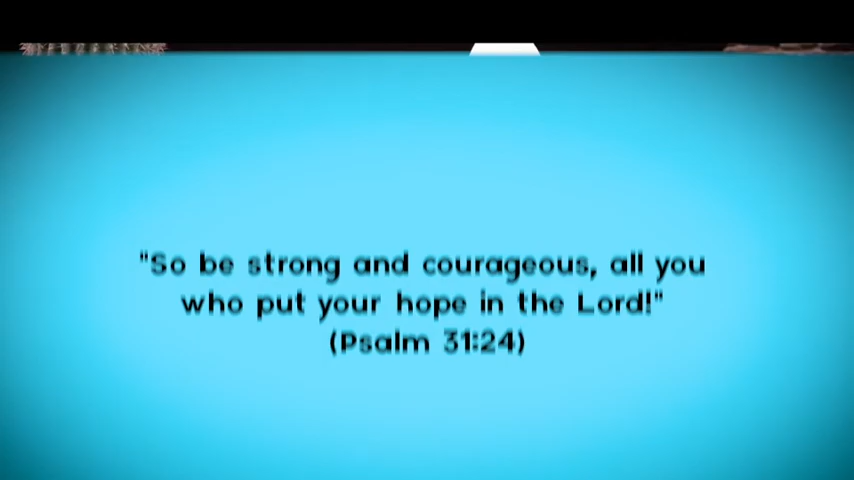 "So be strong and courageous, all you
who put your hope in the Lord!"
(Psalm 31:24)